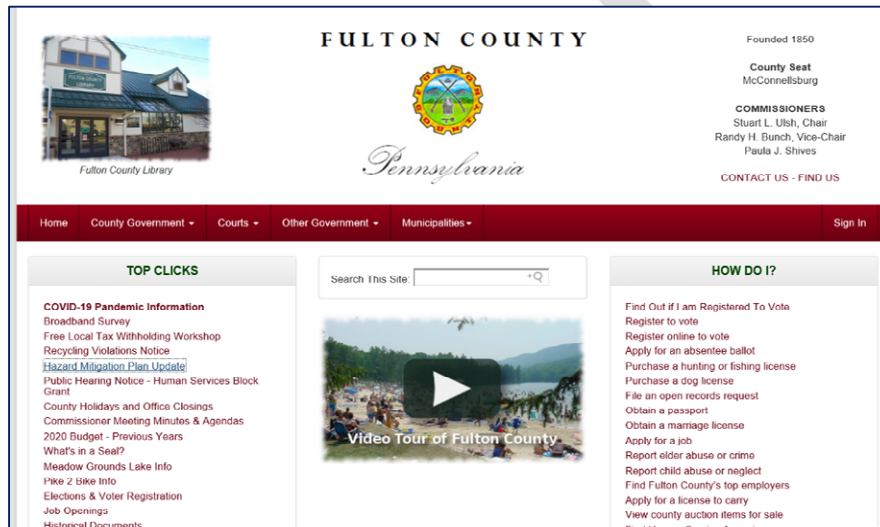 FULTON COUNTY
LIBRARY
Fulton County Library
FULTON COUNTY
FULTON
COUNTY
Pennsylvania
Founded 1850
County Seat
McConnellsburg
COMMISSIONERS
Stuart L. Ulsh, Chair
Randy H. Bunch, Vice-Chair
Paula J. Shives
CONTACT US - FIND US
Home County Government Courts Other Government Municipalities Sign In
TOP CLICKS
COVID-19 Pandemic Information
Broadband Survey
Free Local Tax Withholding Workshop
Recycling Violations Notice
Hazard Mitigation Plan Update
Public Hearing Notice - Human Services Block
Grant
County Holidays and Office Closings
Commissioner Meeting Minutes & Agendas
2020 Budget - Previous Years
What's in a Seal?
Meadow Grounds Lake Info
Pike 2 Bike Info
Elections & Voter Registration
Job Openings
Historical Documents
Search This Site:
Video Tour of Fulton County
HOW DO I?
Find Out if I am Registered To Vote
Register to vote
Register online to vote
Apply for an absentee ballot
Purchase a hunting or fishing license
Purchase a dog license
File an open records request
Obtain a passport
Obtain a marriage license
Apply for a job
Report elder abuse or crime
Report child abuse or neglect
Find Fulton County's top employers
Apply for a license to carry
View county auction items for sale